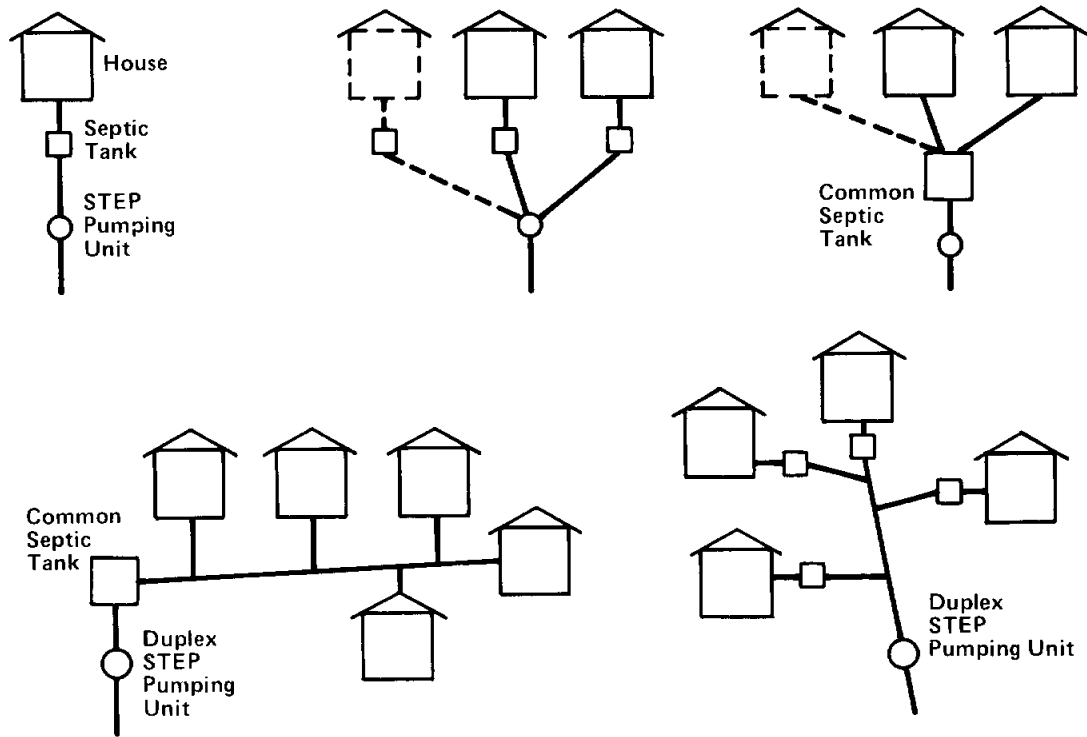 House
Septic
Tank
STEP
Pumping
Unit
Common
Septic
Tank
Common
Septic
Tank
Duplex
STEP
Pumping
Unit
Duplex
STEP
Pumping Unit